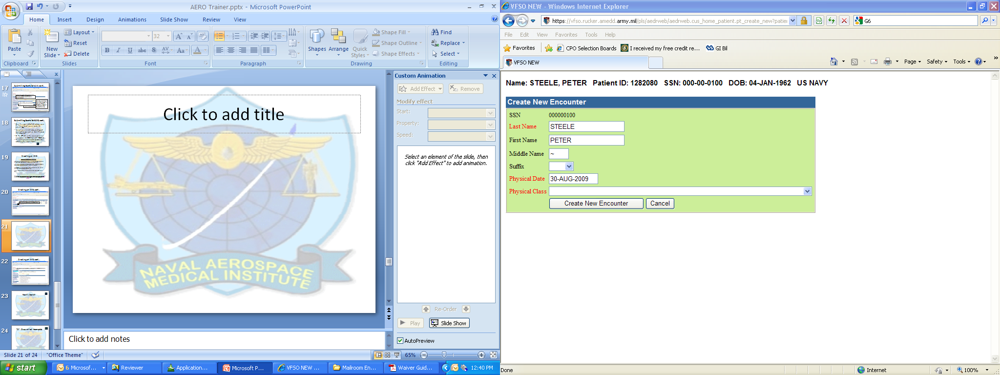 AERO Trainer.pptx - Microsoft PowerPoint
Home Insert Design Animations Slide Show Review View
Paste
Clipboard
New Slide
Layout
Reset
Delete
Slides
32
B I U abc S AV Aa A
Font
Paragraph
Shapes Arrange Quick Styles
Shape Fill
Shape Outline
Shape Effects
Drawing
Find
Replace
Select
Editing
17
18
19
Creating an AMS
20
21
22
23
Facility Search
24
Click to add title
NAVAL AEROSPACE
MEDICAL INSTITUTE
Click to add notes
Custom Animation
Add Effect Remove
Modify effect
Start:
Property:
Speed:
Select an element of the slide, then
click "Add Effect" to add animation.
Re-Order
Play Slide Show
AutoPreview
Slide 21 of 24 "Office Theme" 65%
start 6 Microsof... Reviewer Application... Microsoft P... VFSO NEW ... Mailroom En... Waiver Guid... 12:40 PM
VFSO NEW - Windows Internet Explorer
https://vfso.rucker.amedd.army.mil/pls/aedrweb/aedrweb.cus_home_patient.pt_create_new?patie
G6
File Edit View Favorites Tools Help
Favorites CPO Selection Boards I received my free credit re... GI Bil
VFSO NEW
Page Safety Tools
Name: STEELE, PETER Patient ID: 1282080 SSN: 000-00-0100 DOB: 04-JAN-1962 US NAVY
Create New Encounter
SSN 000000100
Last Name STEELE
First Name PETER
Middle Name ~
Suffix
Physical Date 30-AUG-2009
Physical Class
Create New Encounter Cancel
Done Internet 100%